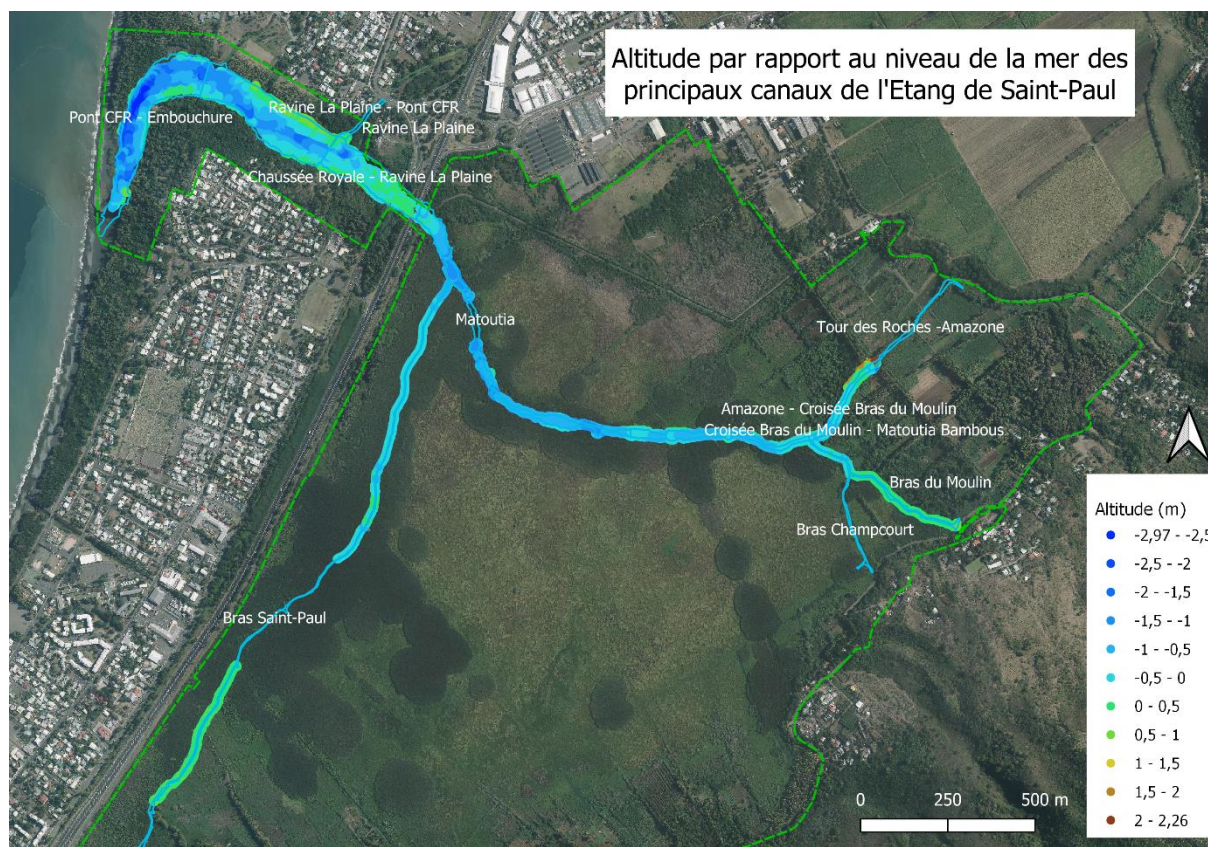 Altitude par rapport au niveau de la mer des
principaux canaux de l'Etang de Saint-Paul
Ravine La Plaine - Pont CFR
Pont CFR - Embouchure
Ravine La Plaine
Chaussée Royale - Ravine La Plaine
Matoutia
Tour des Roches -Amazone
Amazone - Croisée Bras du Moulin
Croisée Bras du Moulin - Matoutia Bambous
Bras du Moulin
Bras Champcourt
Bras Saint-Paul
Altitude (m)
-2,97 - -2,5
-2,5 - -2
-2 - -1,5
-1,5 - -1
-1 - -0,5
-0,5 - 0
0 - 0,5
0,5 - 1
1 - 1,5
1,5 - 2
2 - 2,26
0 250 500 m